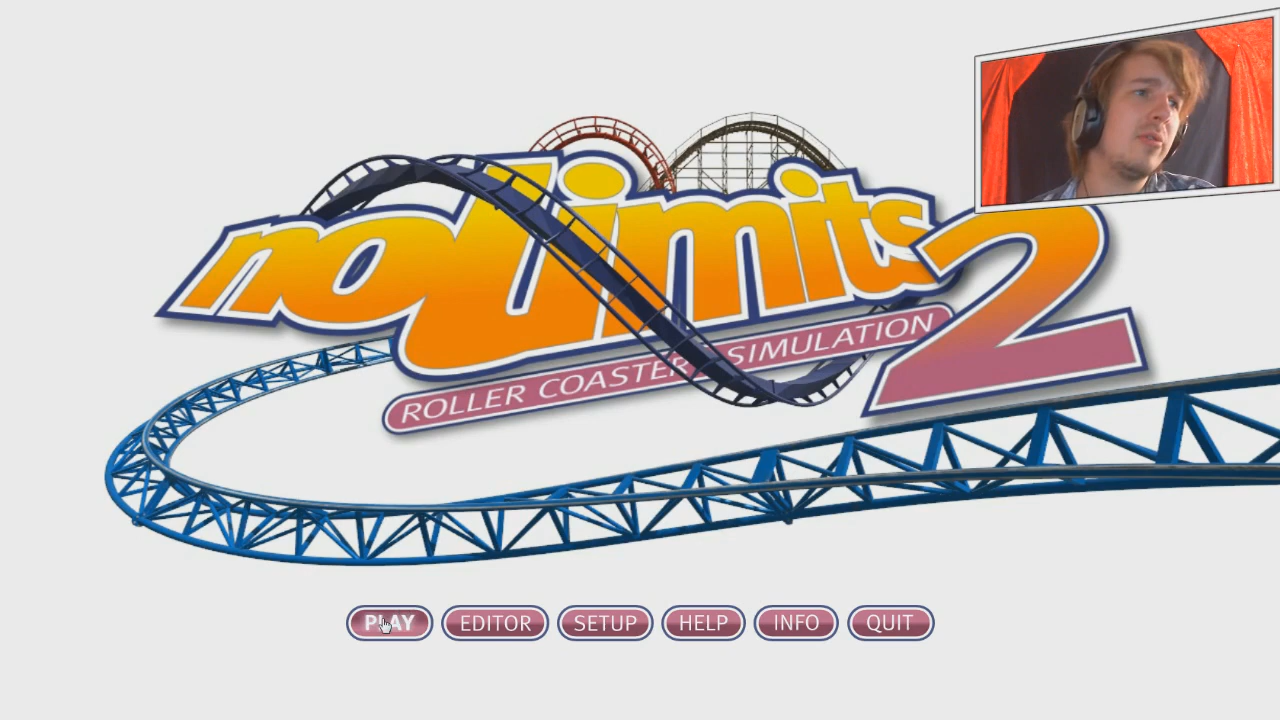 noLimits 2
ROLLER COASTER SIMULATION
PLAY EDITOR SETUP HELP INFO QUIT